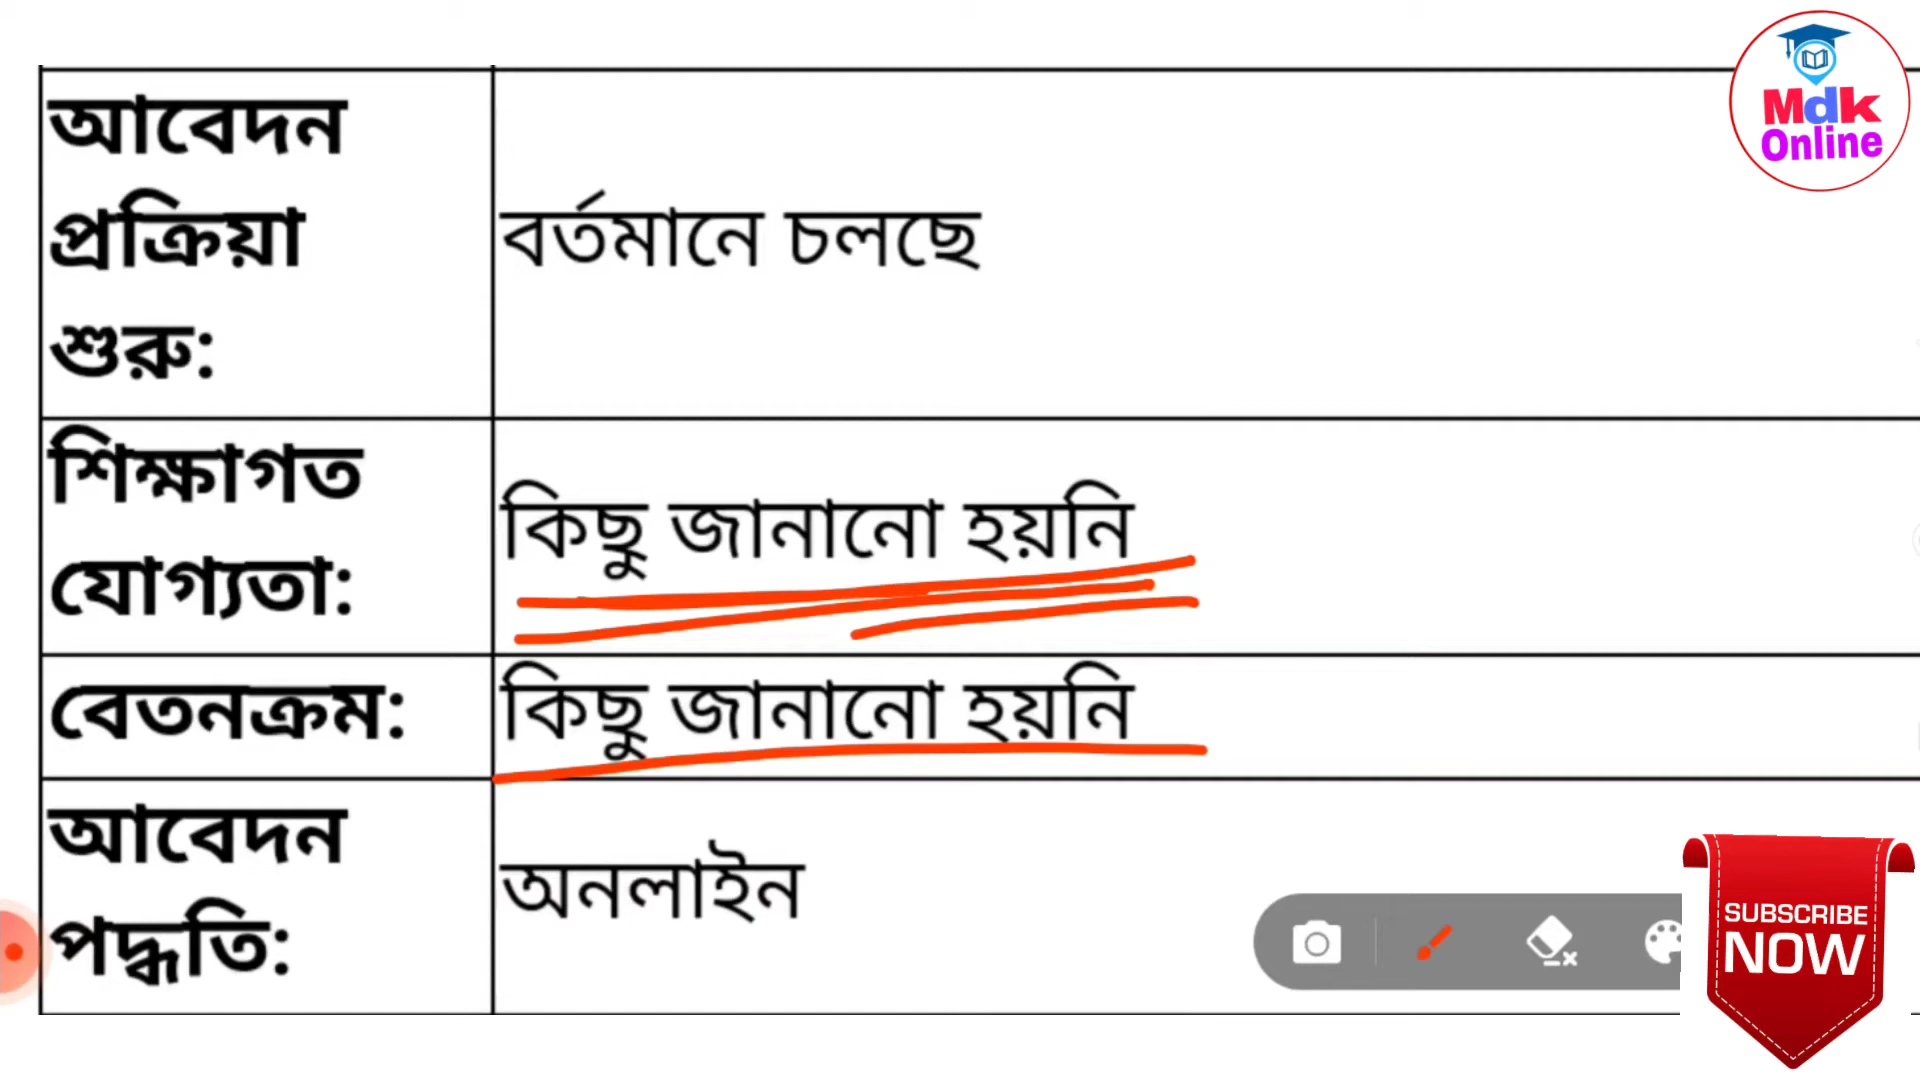 আবেদন
প্রক্রিয়া
শুরু:
বর্তমানে চলছে
শিক্ষাগত
যোগ্যতা:
কিছু জানানো হয়নি
বেতনক্রম:
কিছু জানানো হয়নি
আবেদন
পদ্ধতি:
অনলাইন
Mdk
Online
SUBSCRIBE
NOW